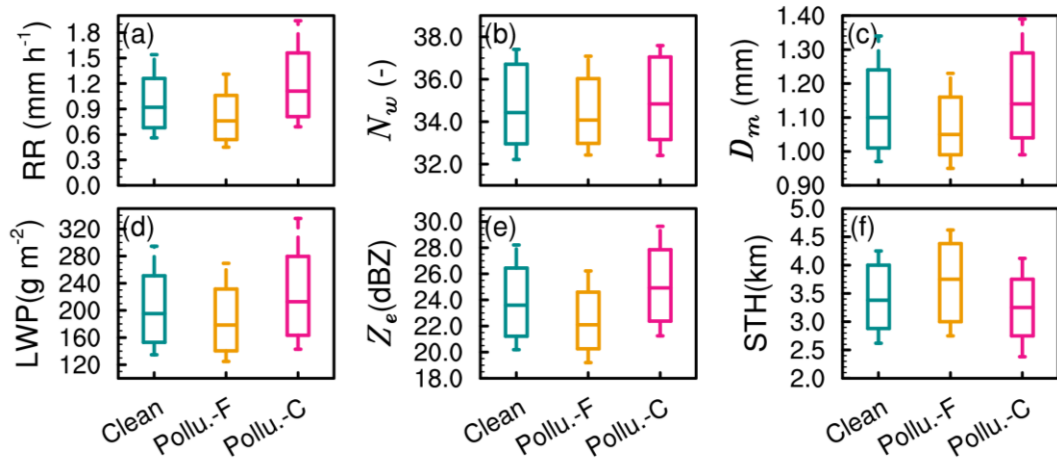 (a)
RR (mm h⁻¹)
1.8
1.5
1.2
0.9
0.6
0.3
0.0
(b)
N_w (-)
38.0
36.0
34.0
32.0
(c)
D_m (mm)
1.40
1.30
1.20
1.10
1.00
0.90
(d)
LWP(g m⁻²)
320
280
240
200
160
120
(e)
Z_e(dBZ)
30.0
28.0
26.0
24.0
22.0
20.0
18.0
(f)
STH(km)
5.0
4.5
4.0
3.5
3.0
2.5
2.0
Clean
Pollu.-F
Pollu.-C
Clean
Pollu.-F
Pollu.-C
Clean
Pollu.-F
Pollu.-C